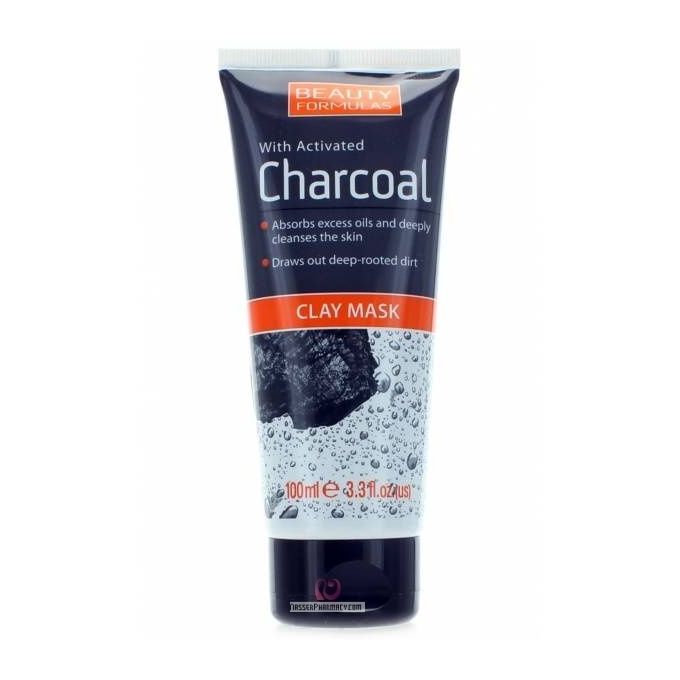 BEAUTY
FORMULAS
With Activated
Charcoal
• Absorbs excess oils and deeply
cleanses the skin
• Draws out deep-rooted dirt
CLAY MASK
100ml ℮ 3.3fl.oz.(us)
NASSERPHARMACY.COM